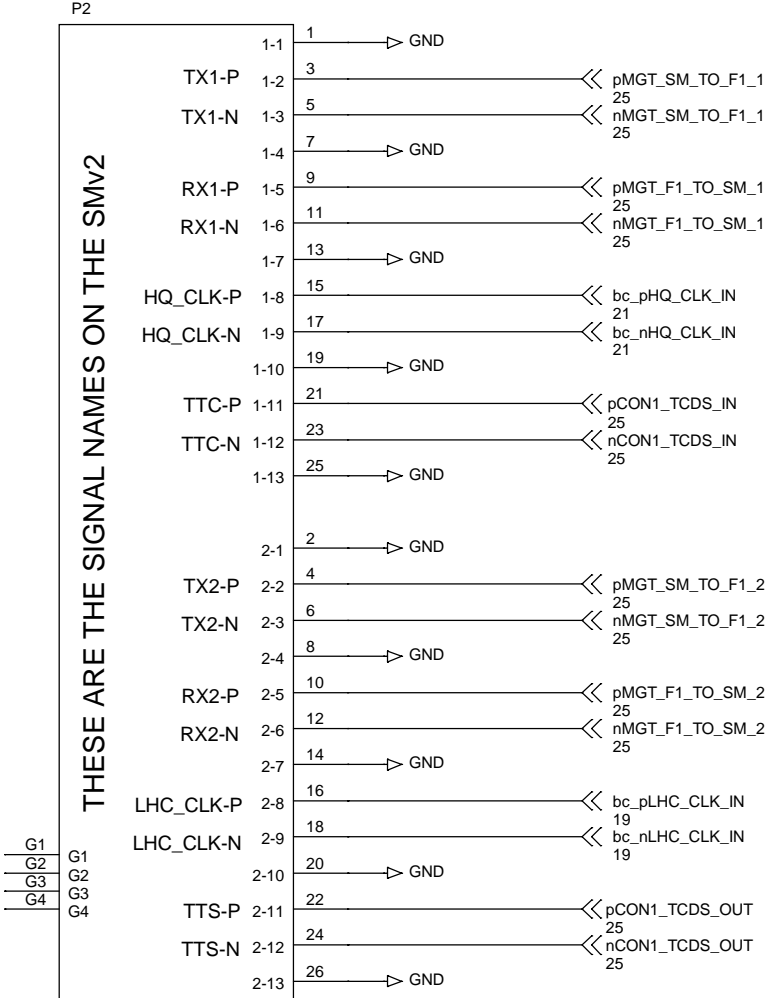 P2
THESE ARE THE SIGNAL NAMES ON THE SMv2
1-1 1 GND
TX1-P 1-2 3 pMGT_SM_TO_F1_1
25
TX1-N 1-3 5 nMGT_SM_TO_F1_1
25
1-4 7 GND
RX1-P 1-5 9 pMGT_F1_TO_SM_1
25
RX1-N 1-6 11 nMGT_F1_TO_SM_1
25
1-7 13 GND
HQ_CLK-P 1-8 15 bc_pHQ_CLK_IN
21
HQ_CLK-N 1-9 17 bc_nHQ_CLK_IN
21
1-10 19 GND
TTC-P 1-11 21 pCON1_TCDS_IN
25
TTC-N 1-12 23 nCON1_TCDS_IN
25
1-13 25 GND
2-1 2 GND
TX2-P 2-2 4 pMGT_SM_TO_F1_2
25
TX2-N 2-3 6 nMGT_SM_TO_F1_2
25
2-4 8 GND
RX2-P 2-5 10 pMGT_F1_TO_SM_2
25
RX2-N 2-6 12 nMGT_F1_TO_SM_2
25
2-7 14 GND
LHC_CLK-P 2-8 16 bc_pLHC_CLK_IN
19
LHC_CLK-N 2-9 18 bc_nLHC_CLK_IN
19
2-10 20 GND
TTS-P 2-11 22 pCON1_TCDS_OUT
25
TTS-N 2-12 24 nCON1_TCDS_OUT
25
2-13 26 GND
G1 G1
G2 G2
G3 G3
G4 G4